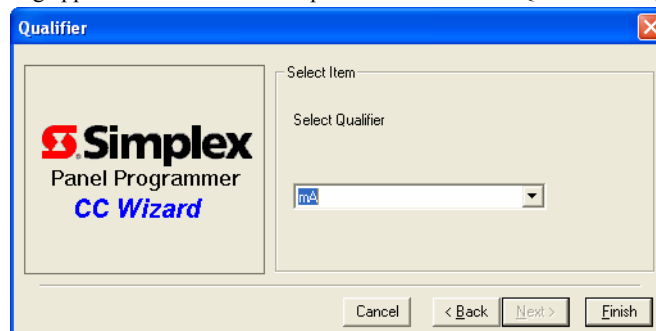 Qualifier
Select Item
Select Qualifier
Simplex
Panel Programmer
CC Wizard
mA
Cancel
< Back
Next >
Finish